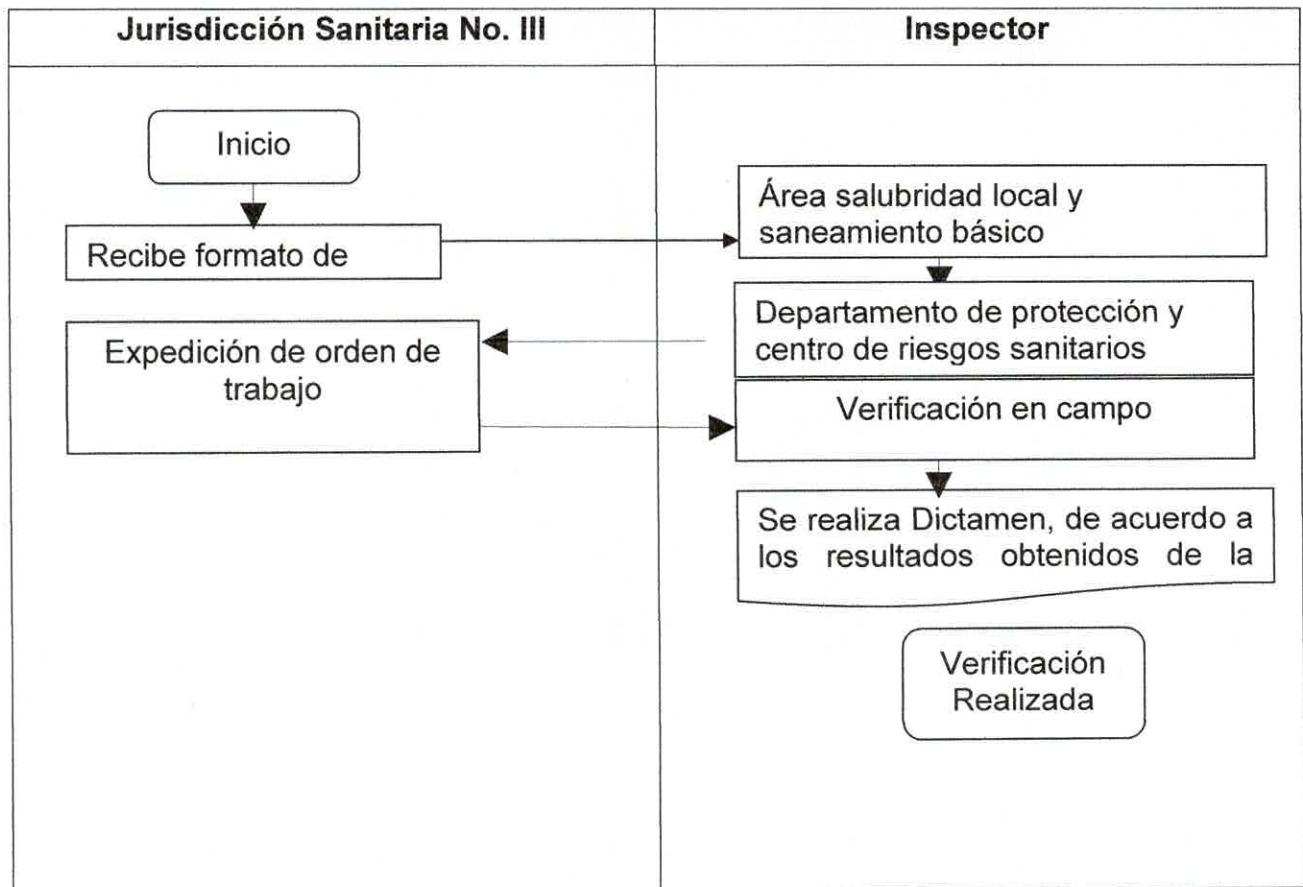 Jurisdicción Sanitaria No. III
Inspector
Inicio
Recibe formato de
Área salubridad local y
saneamiento básico
Departamento de protección y
centro de riesgos sanitarios
Expedición de orden de
trabajo
Verificación en campo
Se realiza Dictamen, de acuerdo a
los resultados obtenidos de la
Verificación
Realizada